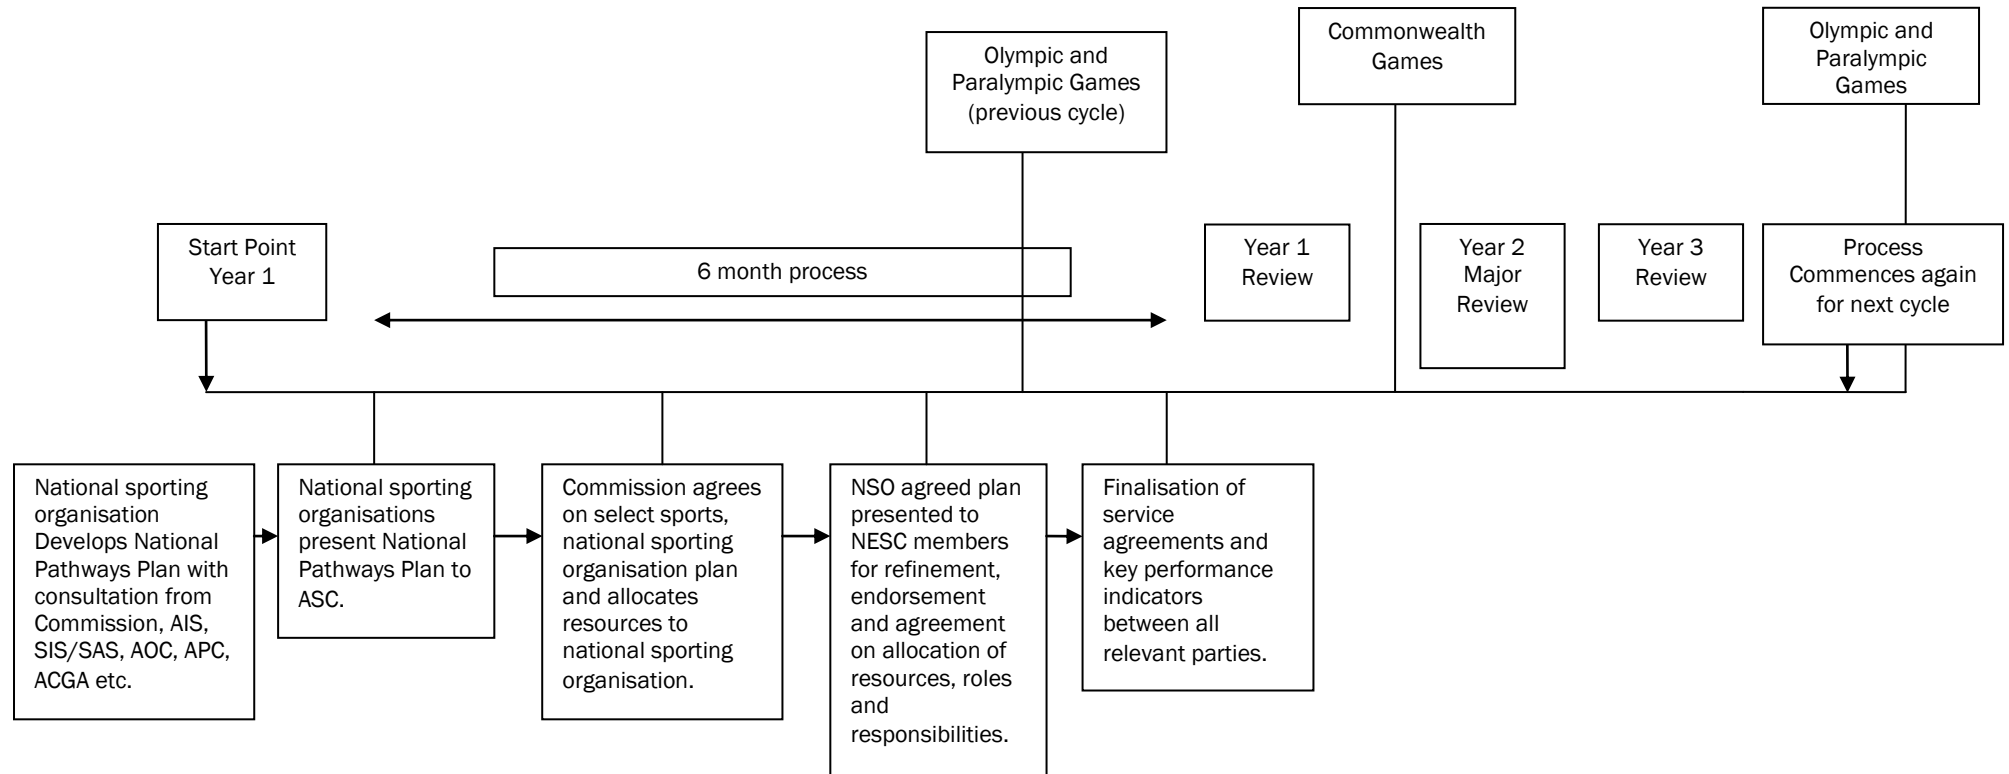 Olympic and
Paralympic Games
(previous cycle)
Commonwealth
Games
Olympic and
Paralympic
Games
Start Point
Year 1
6 month process
Year 1
Review
Year 2
Major
Review
Year 3
Review
Process
Commences again
for next cycle
National sporting
organisation
Develops National
Pathways Plan with
consultation from
Commission, AIS,
SIS/SAS, AOC, APC,
ACGA etc.
National sporting
organisations
present National
Pathways Plan to
ASC.
Commission agrees
on select sports,
national sporting
organisation plan
and allocates
resources to
national sporting
organisation.
NSO agreed plan
presented to
NESC members
for refinement,
endorsement
and agreement
on allocation of
resources, roles
and
responsibilities.
Finalisation of
service
agreements and
key performance
indicators
between all
relevant parties.